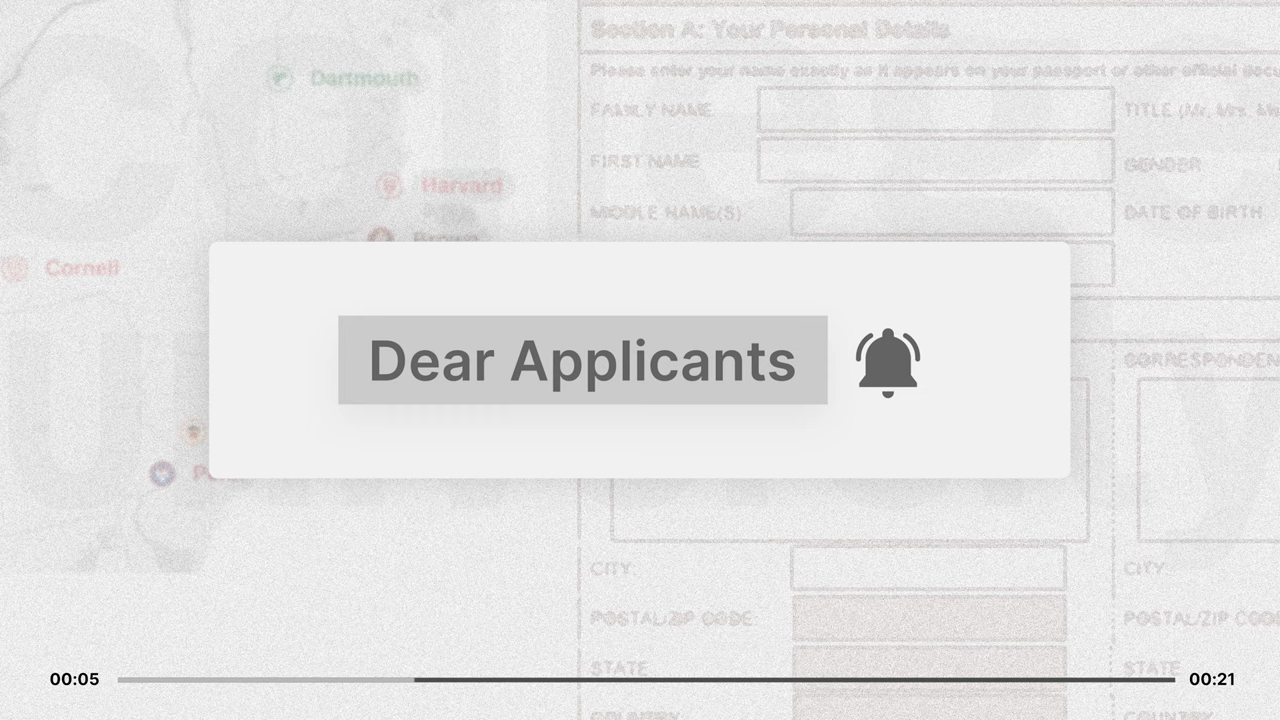 Section A: Your Personal Details
Please enter your name exactly as it appears on your passport or other official
Dartmouth
FAMILY NAME
TITLE (Mr, Mrs,
FIRST NAME
GENDER
Harvard
MIDDLE NAME(S)
DATE OF BIRTH
Brown
Cornell
Dear Applicants
CORRESPONDEN
CITY
CITY
POSTAL/ZIP CODE
POSTAL/ZIP COD
STATE
STATE
00:05
00:21
COUNTRY
COUNTRY